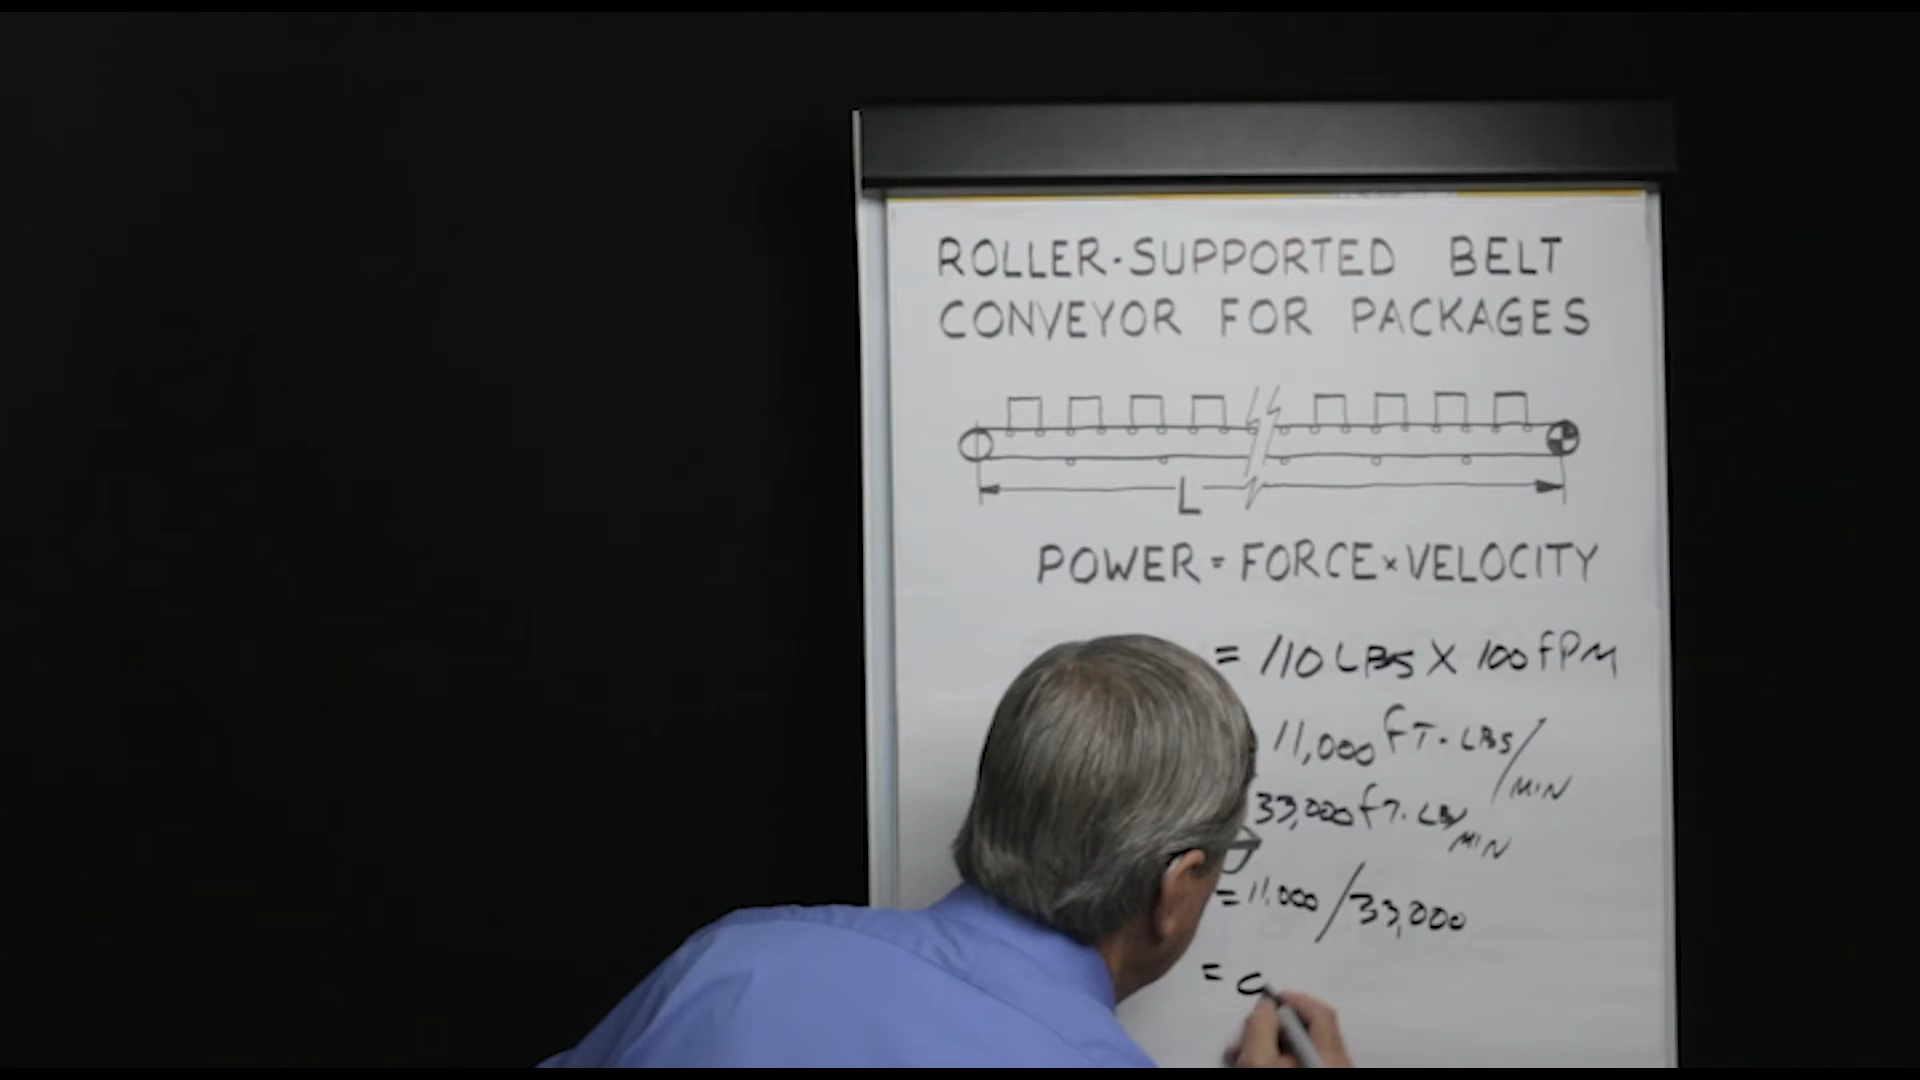 ROLLER-SUPPORTED BELT
CONVEYOR FOR PACKAGES
L
POWER = FORCE × VELOCITY
= 110 LBS X 100 FPM
11,000 FT. LBS/MIN
33,000 FT. LB/MIN
= 11,000/33,000
=